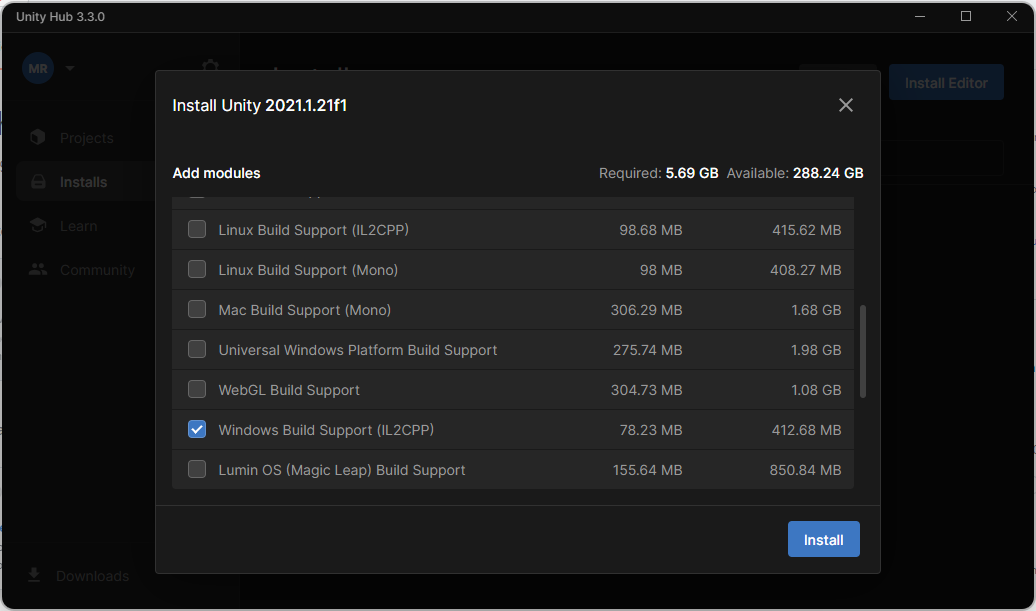 Unity Hub 3.3.0
MR
Install Editor
Install Unity 2021.1.21f1
Projects
Add modules
Required: 5.69 GB Available: 288.24 GB
Installs
Linux Build Support (IL2CPP) 98.68 MB 415.62 MB
Learn
Linux Build Support (Mono) 98 MB 408.27 MB
Community
Mac Build Support (Mono) 306.29 MB 1.68 GB
Universal Windows Platform Build Support 275.74 MB 1.98 GB
WebGL Build Support 304.73 MB 1.08 GB
Windows Build Support (IL2CPP) 78.23 MB 412.68 MB
Lumin OS (Magic Leap) Build Support 155.64 MB 850.84 MB
Install
Downloads